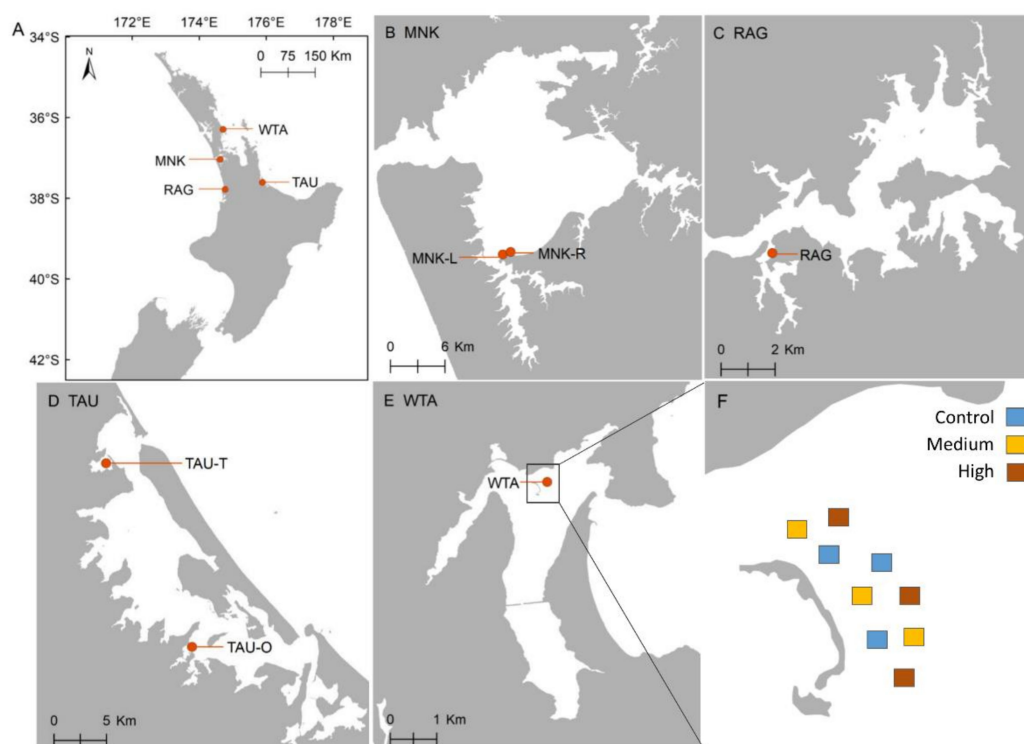 172°E 174°E 176°E 178°E
A
34°S
N
0 75 150 Km
36°S
WTA
MNK
TAU
RAG
38°S
40°S
42°S
B MNK
MNK-L
MNK-R
0 6 Km
C RAG
RAG
0 2 Km
D TAU
TAU-T
TAU-O
0 5 Km
E WTA
WTA
0 1 Km
F
Control
Medium
High